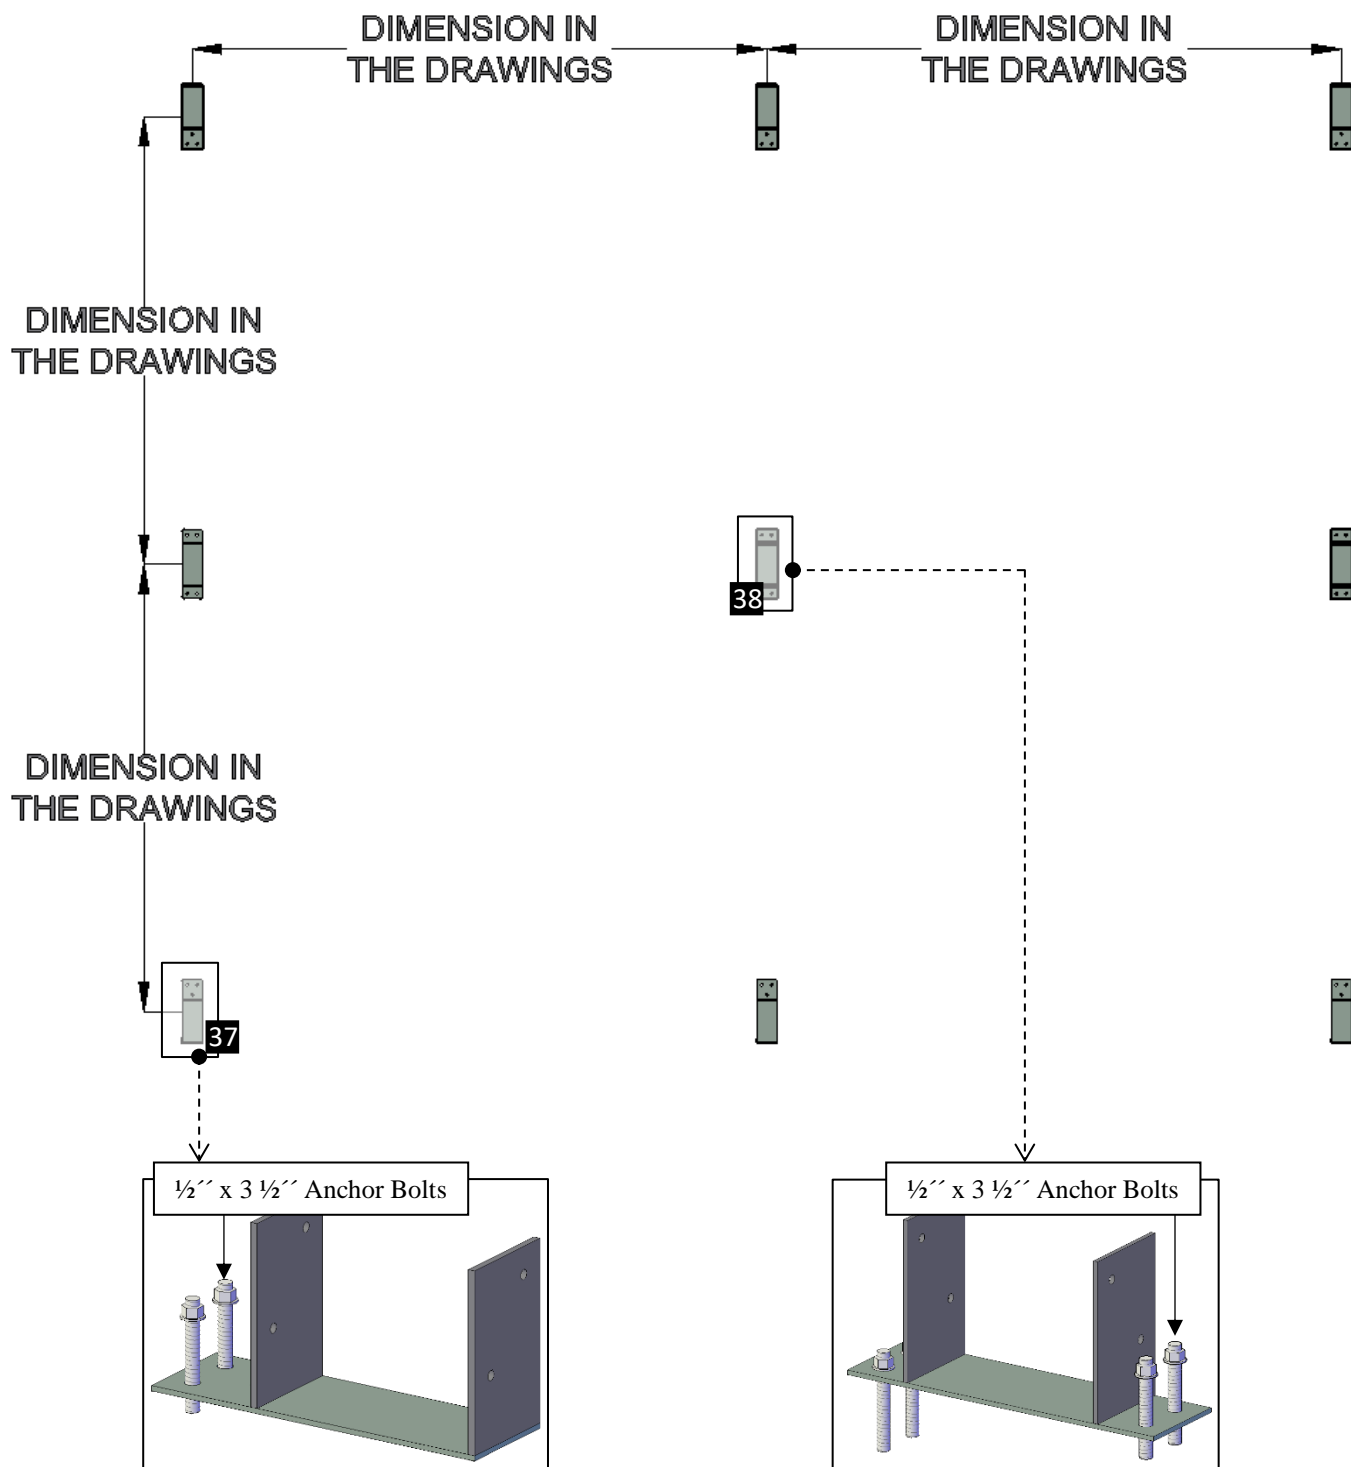 DIMENSION IN
THE DRAWINGS
DIMENSION IN
THE DRAWINGS
DIMENSION IN
THE DRAWINGS
38
DIMENSION IN
THE DRAWINGS
37
½´´ x 3 ½´´ Anchor Bolts
½´´ x 3 ½´´ Anchor Bolts